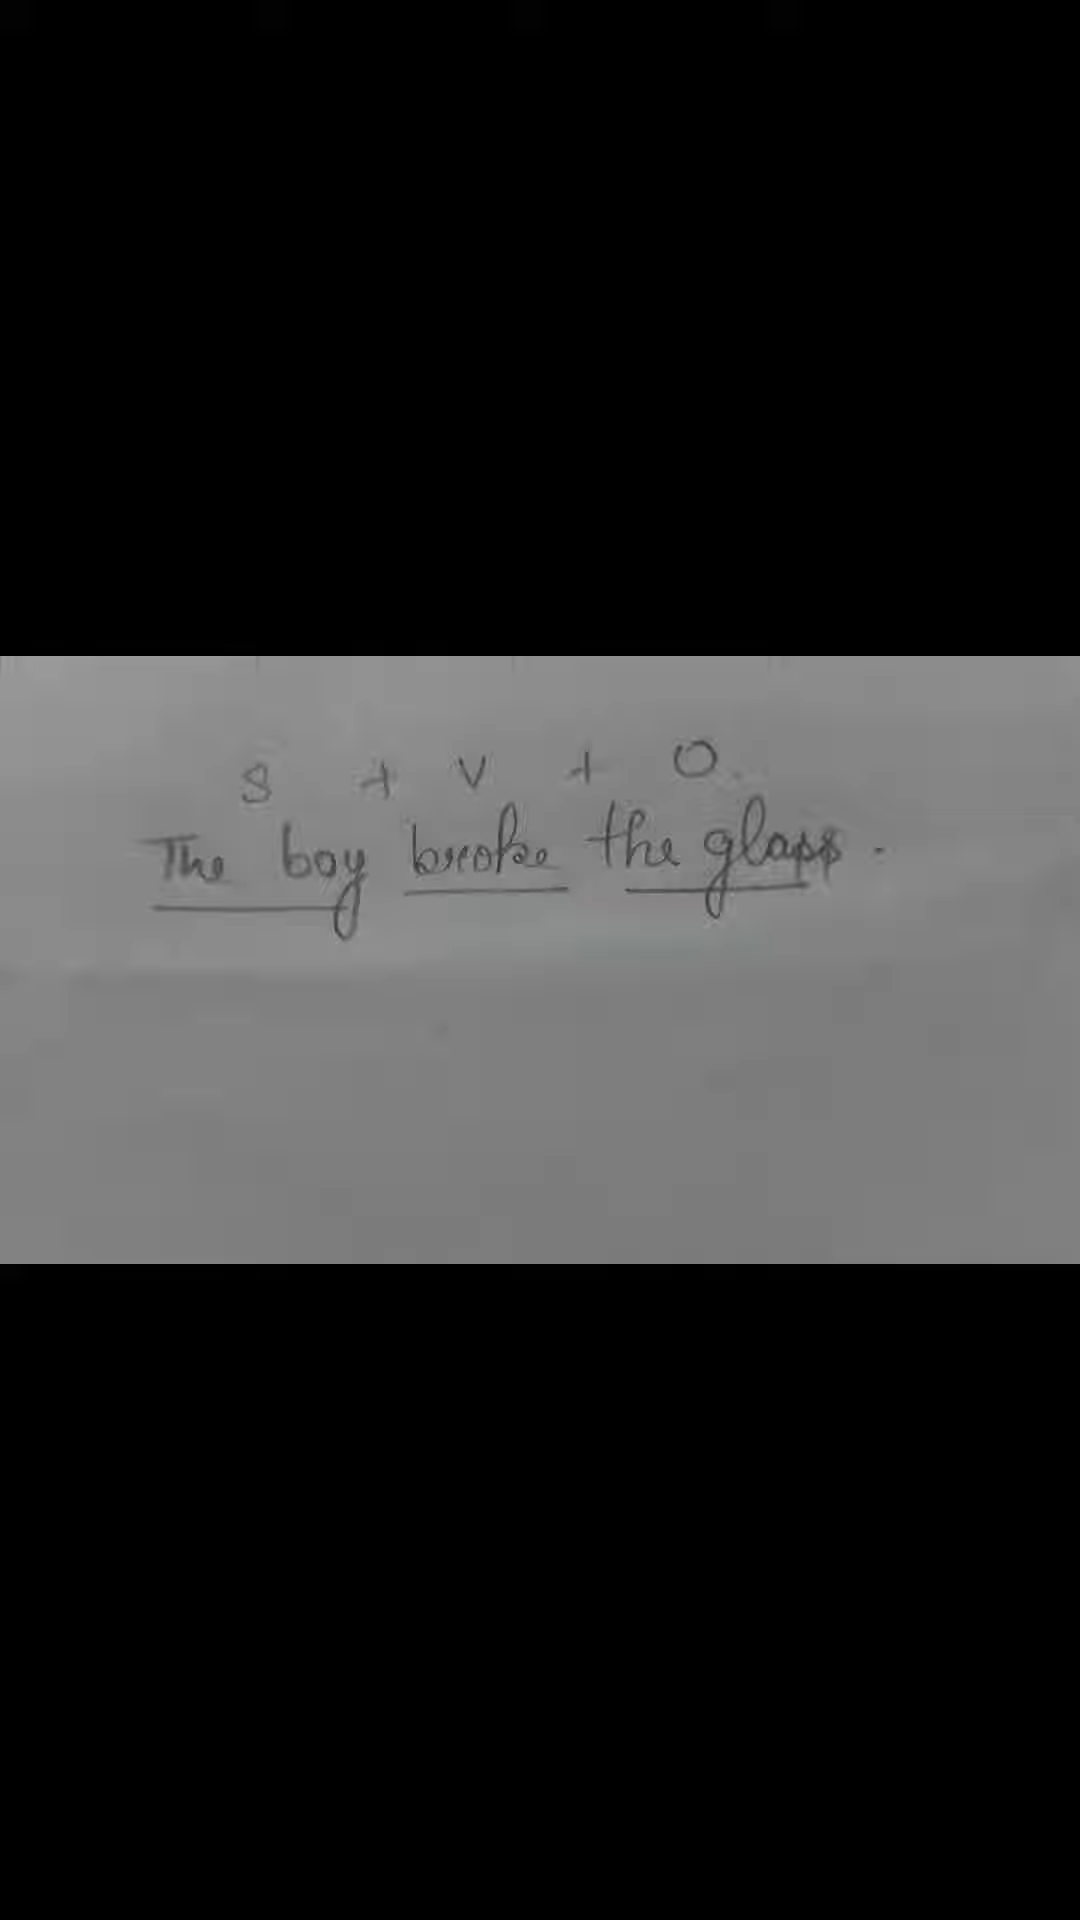 S + V + O.
The boy broke the glass.